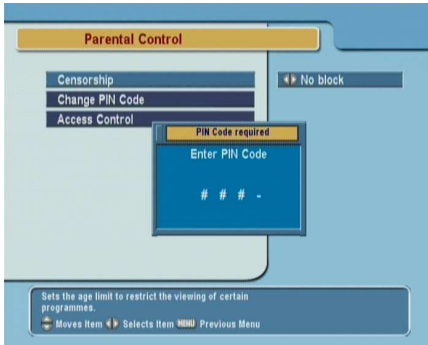 Parental Control
Censorship
No block
Change PIN Code
Access Control
PIN Code required
Enter PIN Code
# # # -
Sets the age limit to restrict the viewing of certain
programmes.
Moves Item Selects Item MENU Previous Menu